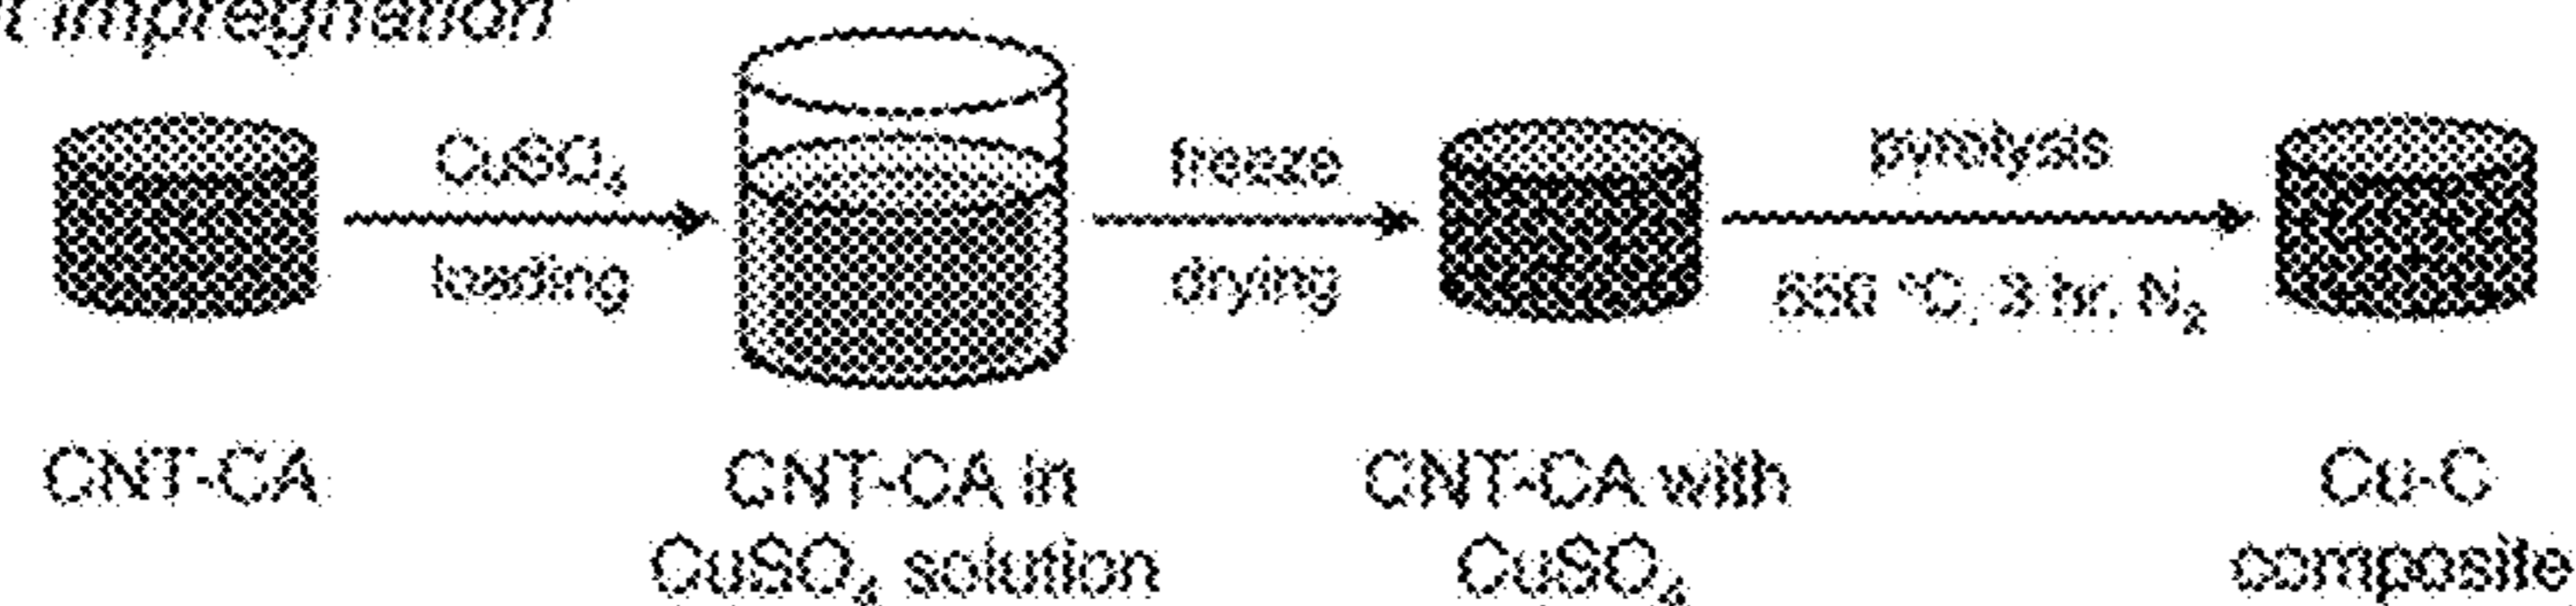 impregnation
CuSO₄
loading
freeze
drying
pyrolysis
650 °C, 3 hr, N₂
CNT-CA
CNT-CA in
CuSO₄ solution
CNT-CA with
CuSO₄
Cu-C
composite